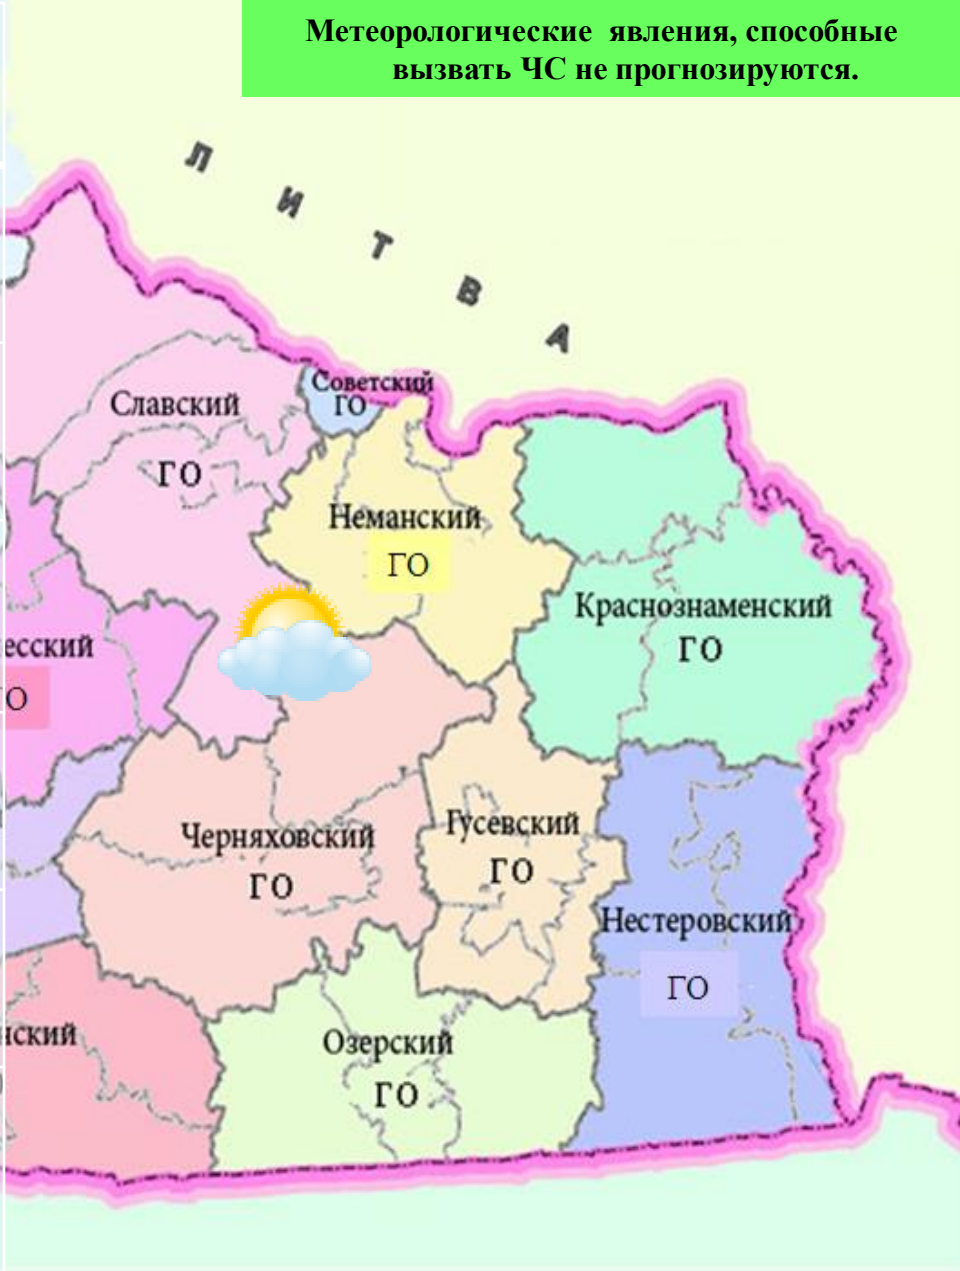 Метеорологические явления, способные
вызвать ЧС не прогнозируются.
ЛИТВА
Советский
ГО
Славский
ГО
Неманский
ГО
Краснознаменский
ГО
есский
О
Черняховский
ГО
Гусевский
ГО
Нестеровский
ГО
нский
Озерский
ГО